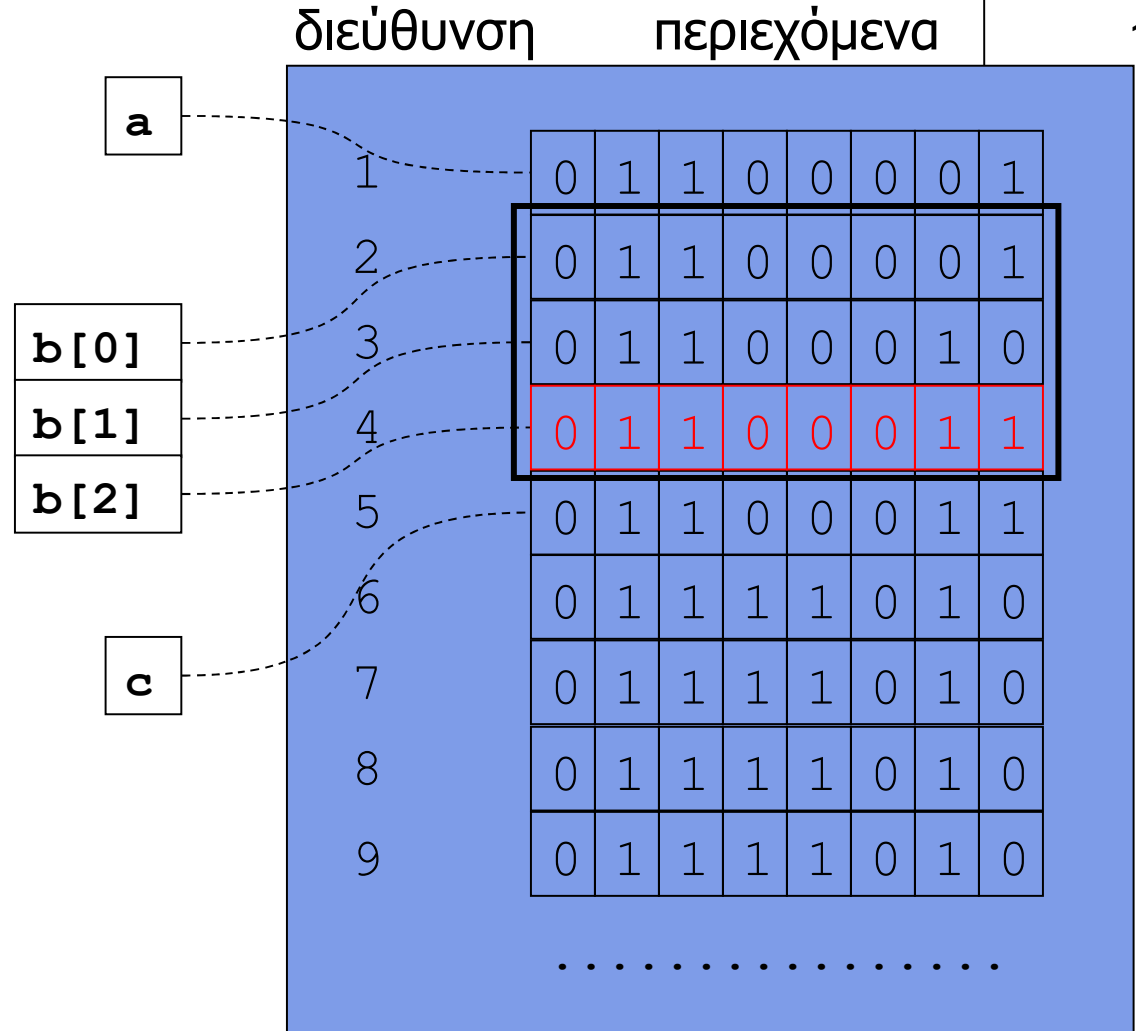 διεύθυνση περιεχόμενα
a
1 0 1 1 0 0 0 0 1
2 0 1 1 0 0 0 0 1
b[0] 3 0 1 1 0 0 0 1 0
b[1] 4 0 1 1 0 0 0 1 1
b[2] 5 0 1 1 0 0 0 1 1
6 0 1 1 1 1 0 1 0
c 7 0 1 1 1 1 0 1 0
8 0 1 1 1 1 0 1 0
9 0 1 1 1 1 0 1 0
. . . . . . . . . . . . . . . .